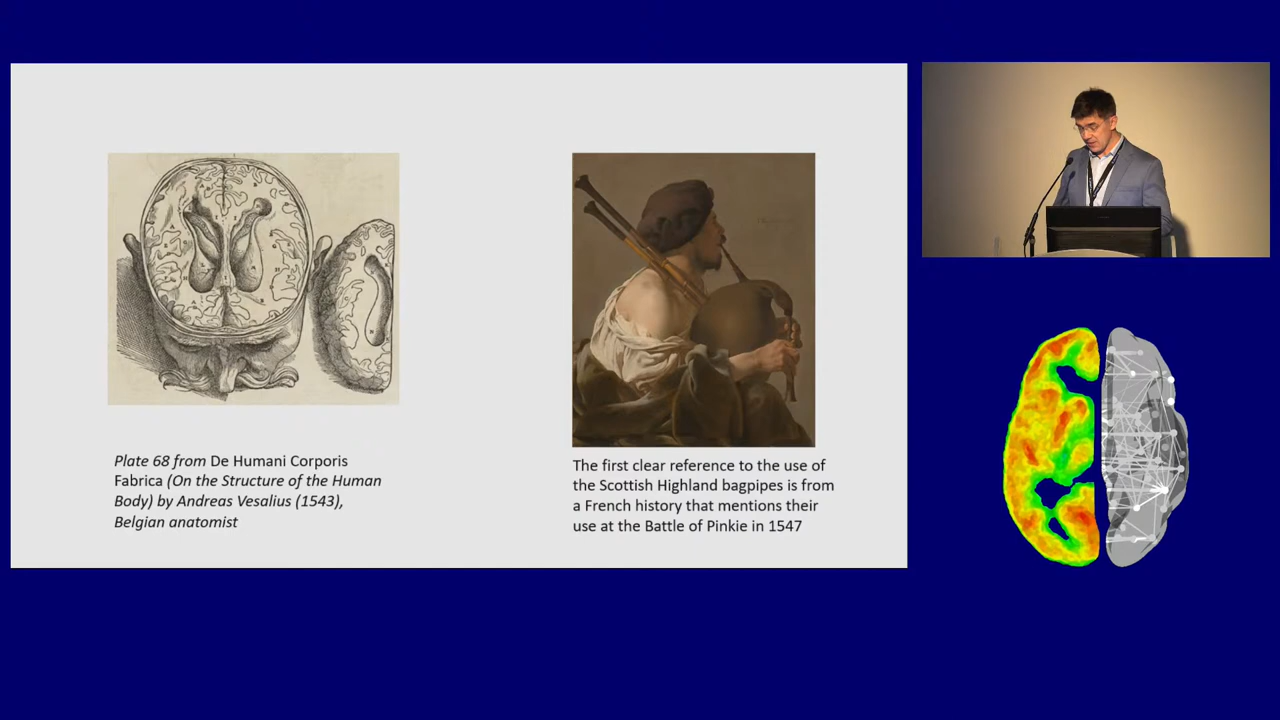 Plate 68 from De Humani Corporis
Fabrica (On the Structure of the Human
Body) by Andreas Vesalius (1543),
Belgian anatomist
The first clear reference to the use of
the Scottish Highland bagpipes is from
a French history that mentions their
use at the Battle of Pinkie in 1547